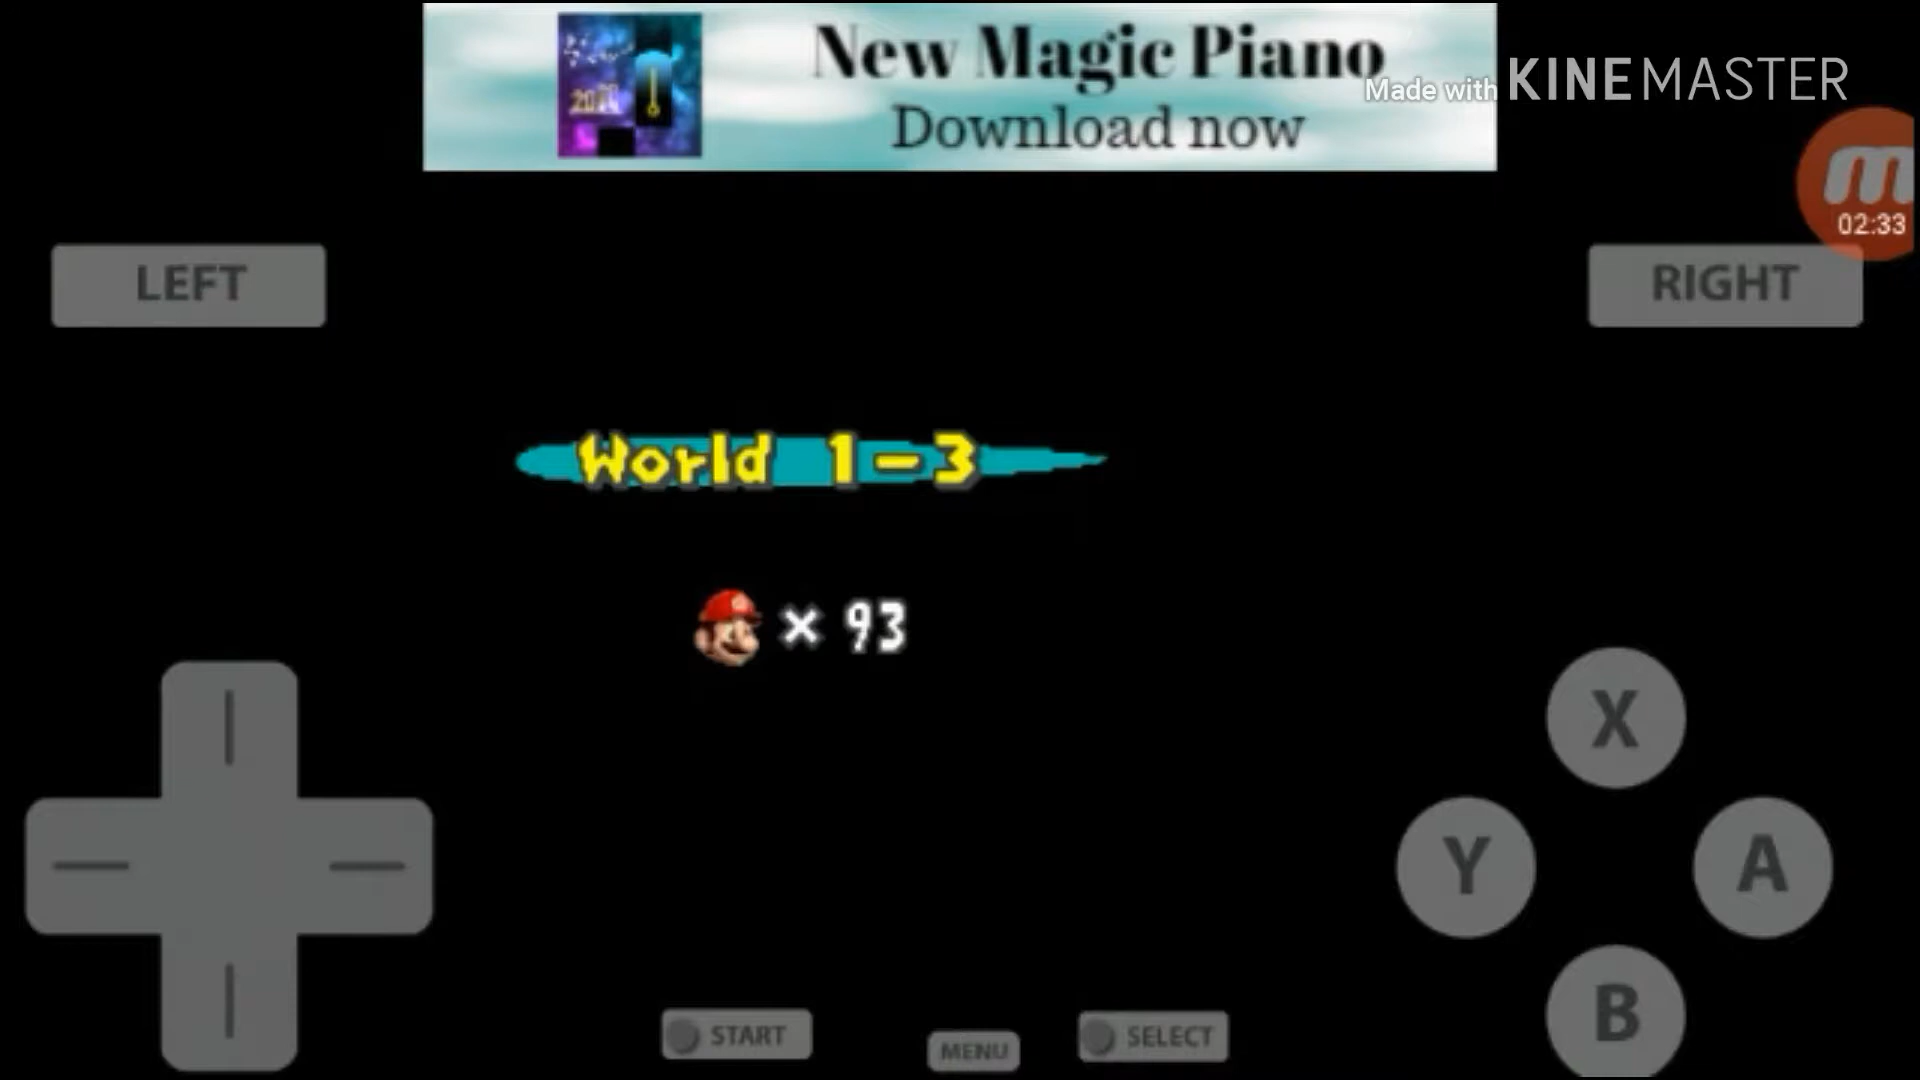 New Magic Piano
Download now
Made with KINEMASTER
02:33
LEFT
RIGHT
World 1-3
× 93
X
Y
A
B
START
MENU
SELECT